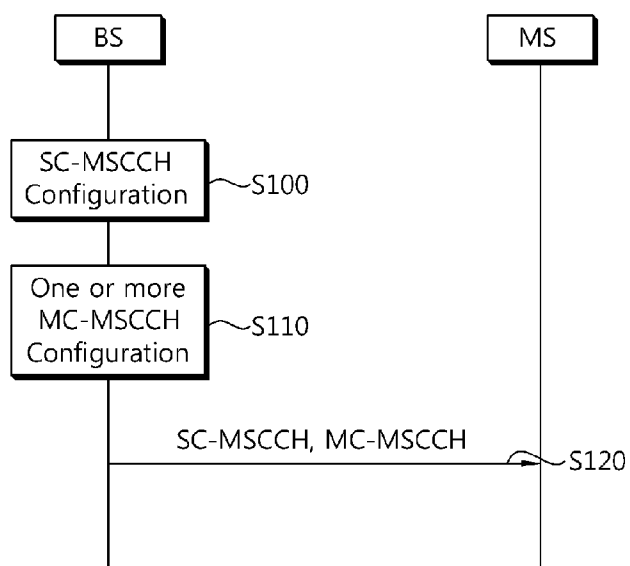 BS
MS
SC-MSCCH
Configuration
S100
One or more
MC-MSCCH
Configuration
S110
SC-MSCCH, MC-MSCCH
S120